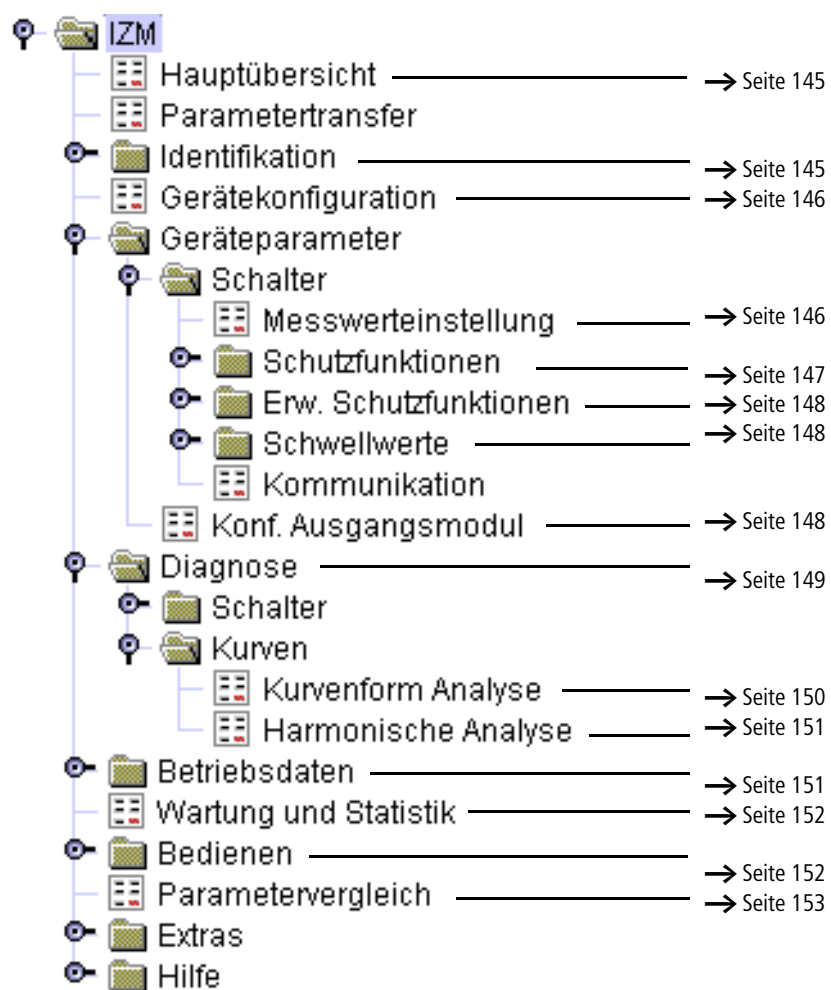 IZM
Hauptübersicht → Seite 145
Parametertransfer
Identifikation → Seite 145
Gerätekonfiguration → Seite 146
Geräteparameter
Schalter
Messwerteinstellung → Seite 146
Schutzfunktionen → Seite 147
Erw. Schutzfunktionen → Seite 148
Schwellwerte → Seite 148
Kommunikation
Konf. Ausgangsmodul → Seite 148
Diagnose → Seite 149
Schalter
Kurven
Kurvenform Analyse → Seite 150
Harmonische Analyse → Seite 151
Betriebsdaten → Seite 151
Wartung und Statistik → Seite 152
Bedienen → Seite 152
Parametervergleich → Seite 153
Extras
Hilfe